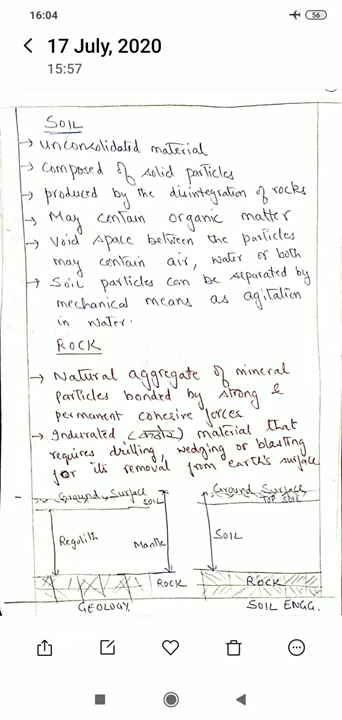 16:04
56
17 July, 2020
15:57
SOIL
→ unconsolidated material
→ composed of solid particles
→ produced by the disintegration of rocks
→ May contain organic matter
→ Void space between the particles
may contain air, water or both
→ Soil particles can be separated by
mechanical means as agitation
in water.
ROCK
→ Natural aggregate of mineral
particles bonded by strong &
permanent cohesive forces
→ Indurated (कठोर) material that
requires drilling, wedging or blasting
for its removal from earth's surface
Ground Surface
SOIL
Regolith
Mantle
ROCK
GEOLOGY
Ground Surface
TOP SOIL
SOIL
ROCK
SOIL ENGG.